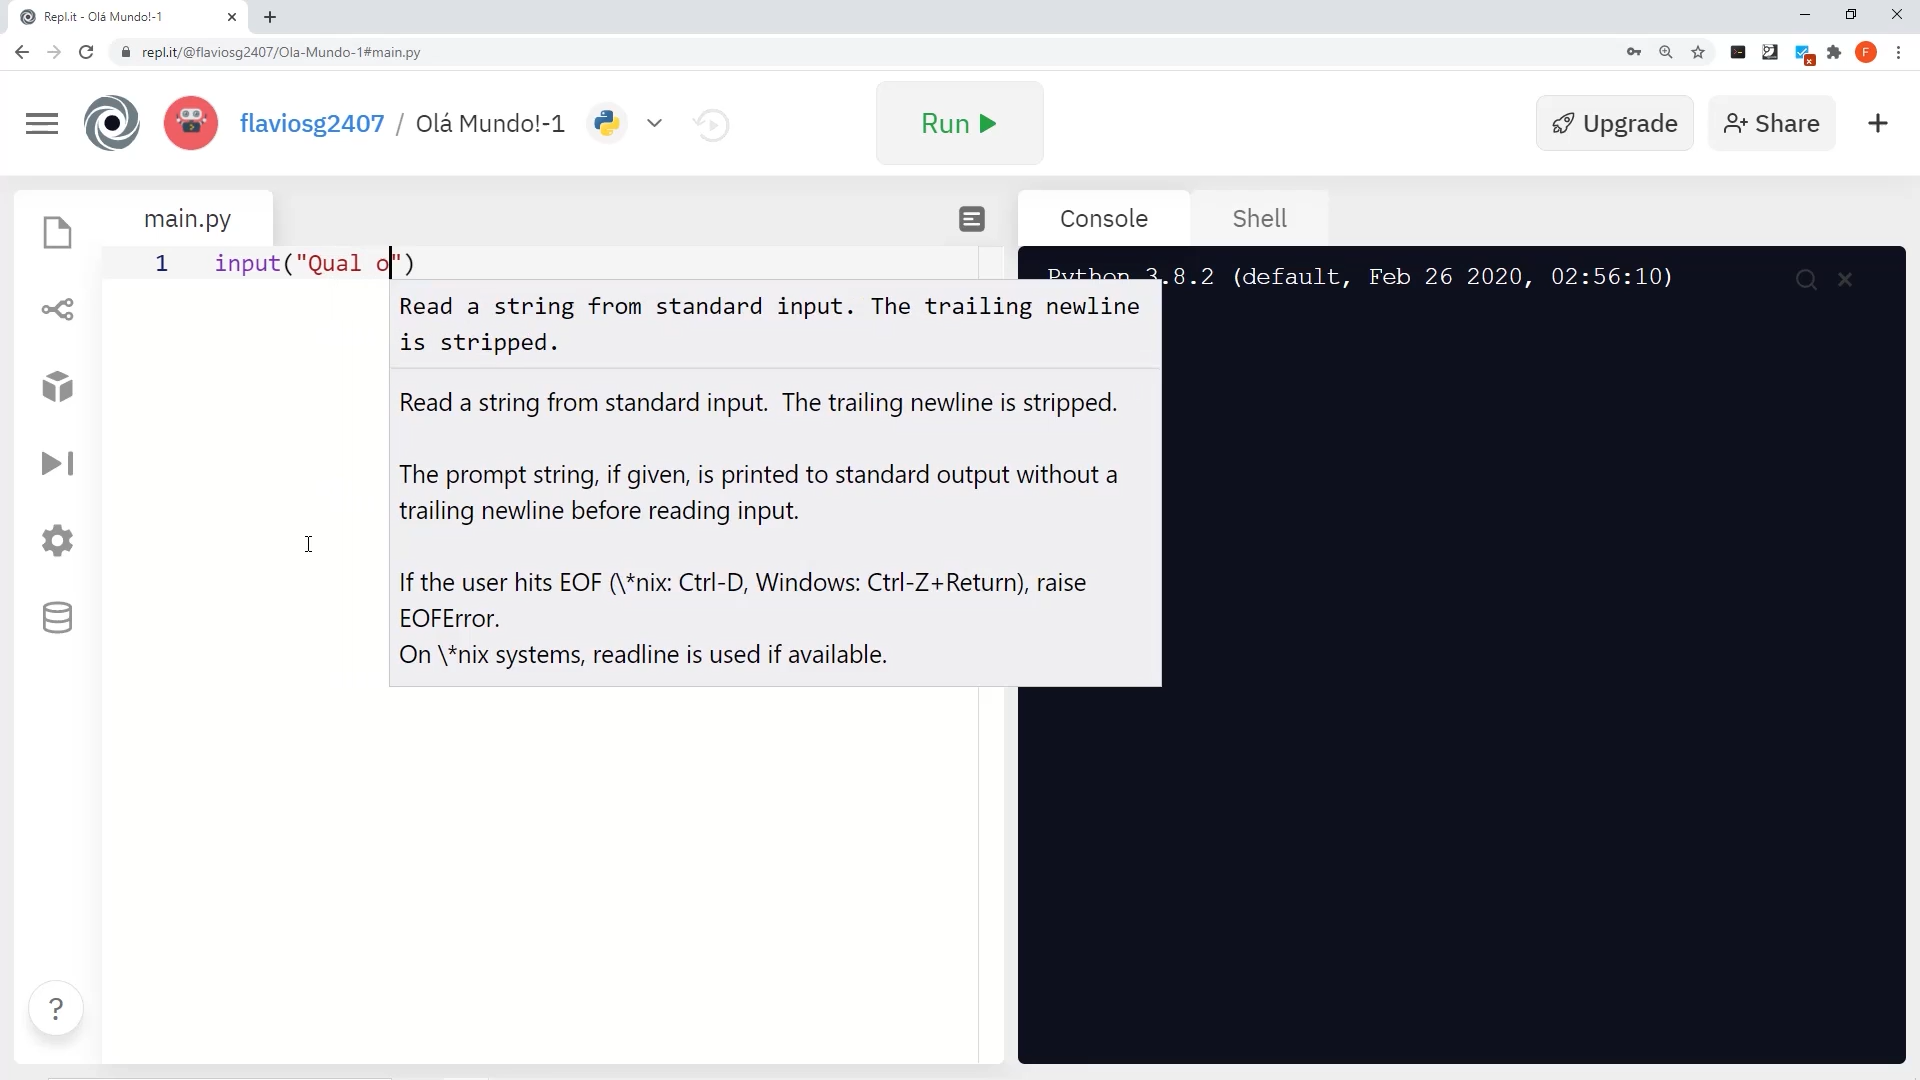 Repl.it - Olá Mundo!-1
repl.it/@flaviosg2407/Ola-Mundo-1#main.py
F
flaviosg2407 / Olá Mundo!-1
Run
Upgrade
Share
main.py
Console
Shell
1 input("Qual o")
Python 3.8.2 (default, Feb 26 2020, 02:56:10)
Read a string from standard input. The trailing newline
is stripped.
Read a string from standard input.  The trailing newline is stripped.
The prompt string, if given, is printed to standard output without a
trailing newline before reading input.
If the user hits EOF (\*nix: Ctrl-D, Windows: Ctrl-Z+Return), raise
EOFError.
On \*nix systems, readline is used if available.
?